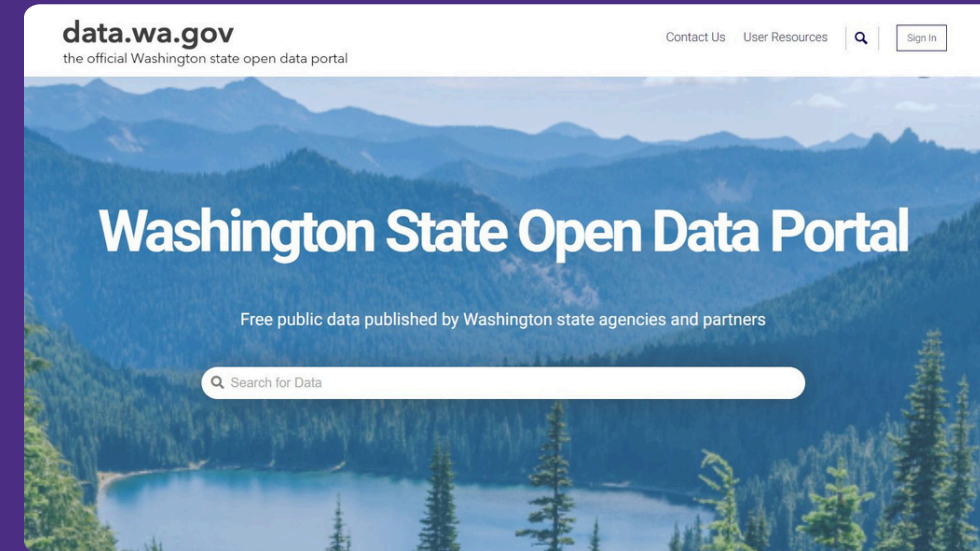 data.wa.gov
the official Washington state open data portal
Contact Us User Resources Sign In
Washington State Open Data Portal
Free public data published by Washington state agencies and partners
Search for Data